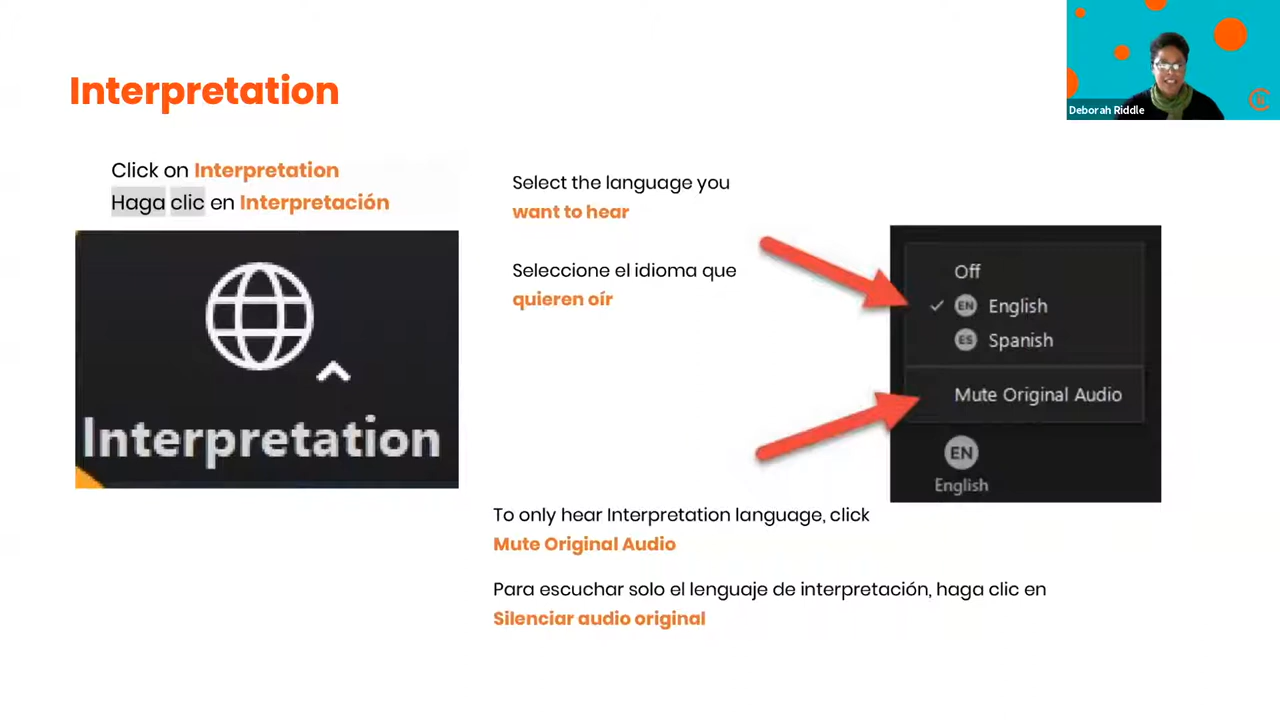 Interpretation
Deborah Riddle
Click on Interpretation
Haga clic en Interpretación
Interpretation
Select the language you
want to hear
Seleccione el idioma que
quieren oír
Off
EN English
ES Spanish
Mute Original Audio
EN
English
To only hear Interpretation language, click
Mute Original Audio
Para escuchar solo el lenguaje de interpretación, haga clic en
Silenciar audio original